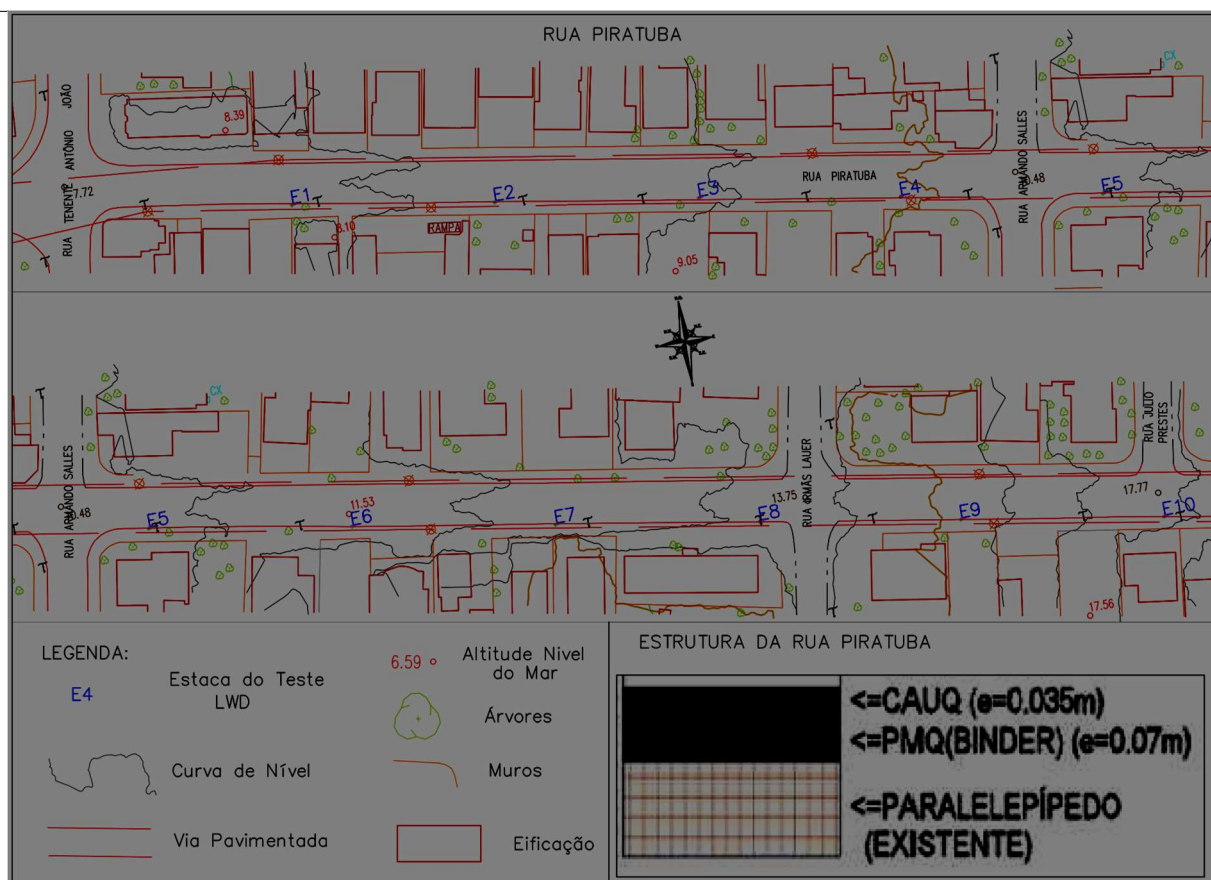 RUA PIRATUBA
RUA TENENTE ANTÔNIO JOÃO
7.72
8.39
E1
8.10
RAMPA
E2
9.05
E3
RUA PIRATUBA
E4
RUA ARMANDO SALLES
10.48
CX
E5
RUA ARMANDO SALLES
10.48
CX
E5
11.53
E6
E7
13.75
E8
RUA IRMÃS LAUER
E9
17.77
RUA JULIO
PRESTES
E10
17.56
LEGENDA:
E4
Estaca do Teste
LWD
6.59
Altitude Nivel
do Mar
Árvores
Curva de Nível
Muros
Via Pavimentada
Eificação
ESTRUTURA DA RUA PIRATUBA
<=CAUQ (e=0.035m)
<=PMQ(BINDER) (e=0.07m)
<=PARALELEPÍPEDO
(EXISTENTE)